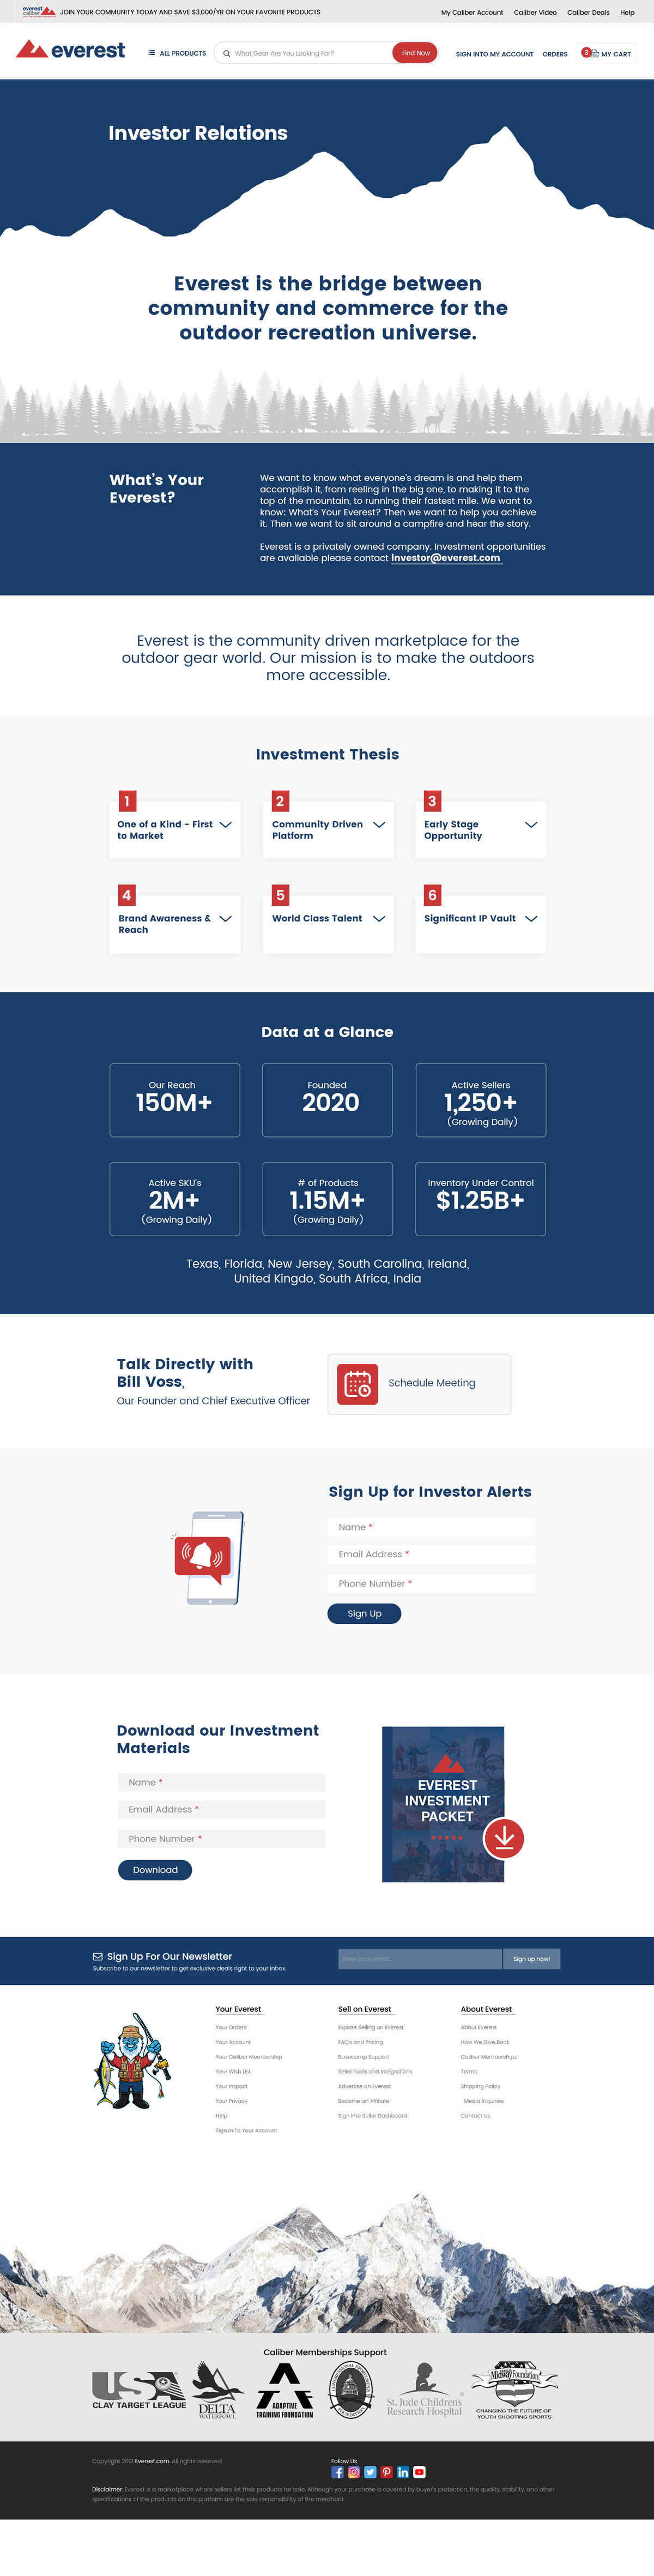 everest
caliber
JOIN YOUR COMMUNITY TODAY AND SAVE $3,000/YR ON YOUR FAVORITE PRODUCTS
My Caliber Account Caliber Video Caliber Deals Help
everest
ALL PRODUCTS
What Gear Are You Looking For?
Find Now
SIGN INTO MY ACCOUNT ORDERS
3 MY CART
Investor Relations
Everest is the bridge between
community and commerce for the
outdoor recreation universe.
What's Your
Everest?
We want to know what everyone's dream is and help them
accomplish it, from reeling in the big one, to making it to the
top of the mountain, to running their fastest mile. We want to
know: What's Your Everest? Then we want to help you achieve
it. Then we want to sit around a campfire and hear the story.
Everest is a privately owned company. Investment opportunities
are available please contact Investor@everest.com
Everest is the community driven marketplace for the
outdoor gear world. Our mission is to make the outdoors
more accessible.
Investment Thesis
1
One of a Kind - First
to Market
2
Community Driven
Platform
3
Early Stage
Opportunity
4
Brand Awareness &
Reach
5
World Class Talent
6
Significant IP Vault
Data at a Glance
Our Reach
150M+
Founded
2020
Active Sellers
1,250+
(Growing Daily)
Active SKU's
2M+
(Growing Daily)
# of Products
1.15M+
(Growing Daily)
Inventory Under Control
$1.25B+
Texas, Florida, New Jersey, South Carolina, Ireland,
United Kingdo, South Africa, India
Talk Directly with
Bill Voss,
Our Founder and Chief Executive Officer
Schedule Meeting
Sign Up for Investor Alerts
Name *
Email Address *
Phone Number *
Sign Up
Download our Investment
Materials
Name *
Email Address *
Phone Number *
Download
EVEREST
INVESTMENT
PACKET
Sign Up For Our Newsletter
Subscribe to our newsletter to get exclusive deals right to your inbox.
Enter your email...
Sign up now!
Your Everest
Your Orders
Your Account
Your Caliber Membership
Your Wish List
Your Impact
Your Privacy
Help
Sign In To Your Account
Sell on Everest
Explore Selling on Everest
FAQ's and Pricing
Basecamp Support
Seller Tools and Integrations
Advertise on Everest
Become an Affiliate
Sign into Seller Dashboard
About Everest
About Everest
How We Give Back
Caliber Memberships
Terms
Shipping Policy
Media Inquiries
Contact Us
Caliber Memberships Support
USA
CLAY TARGET LEAGUE
DELTA
WATERFOWL
ADAPTIVE
TRAINING FOUNDATION
St. Jude Children's
Research Hospital
Midway Foundation
CHANGING THE FUTURE OF
YOUTH SHOOTING SPORTS
Copyright 2021 Everest.com. All rights reserved
Follow Us
Disclaimer: Everest is a marketplace where sellers list their products for sale. Although your purchase is covered by buyer's protection, the quality, stability, and other
specifications of the products on this platform are the sole responsibility of the merchant.